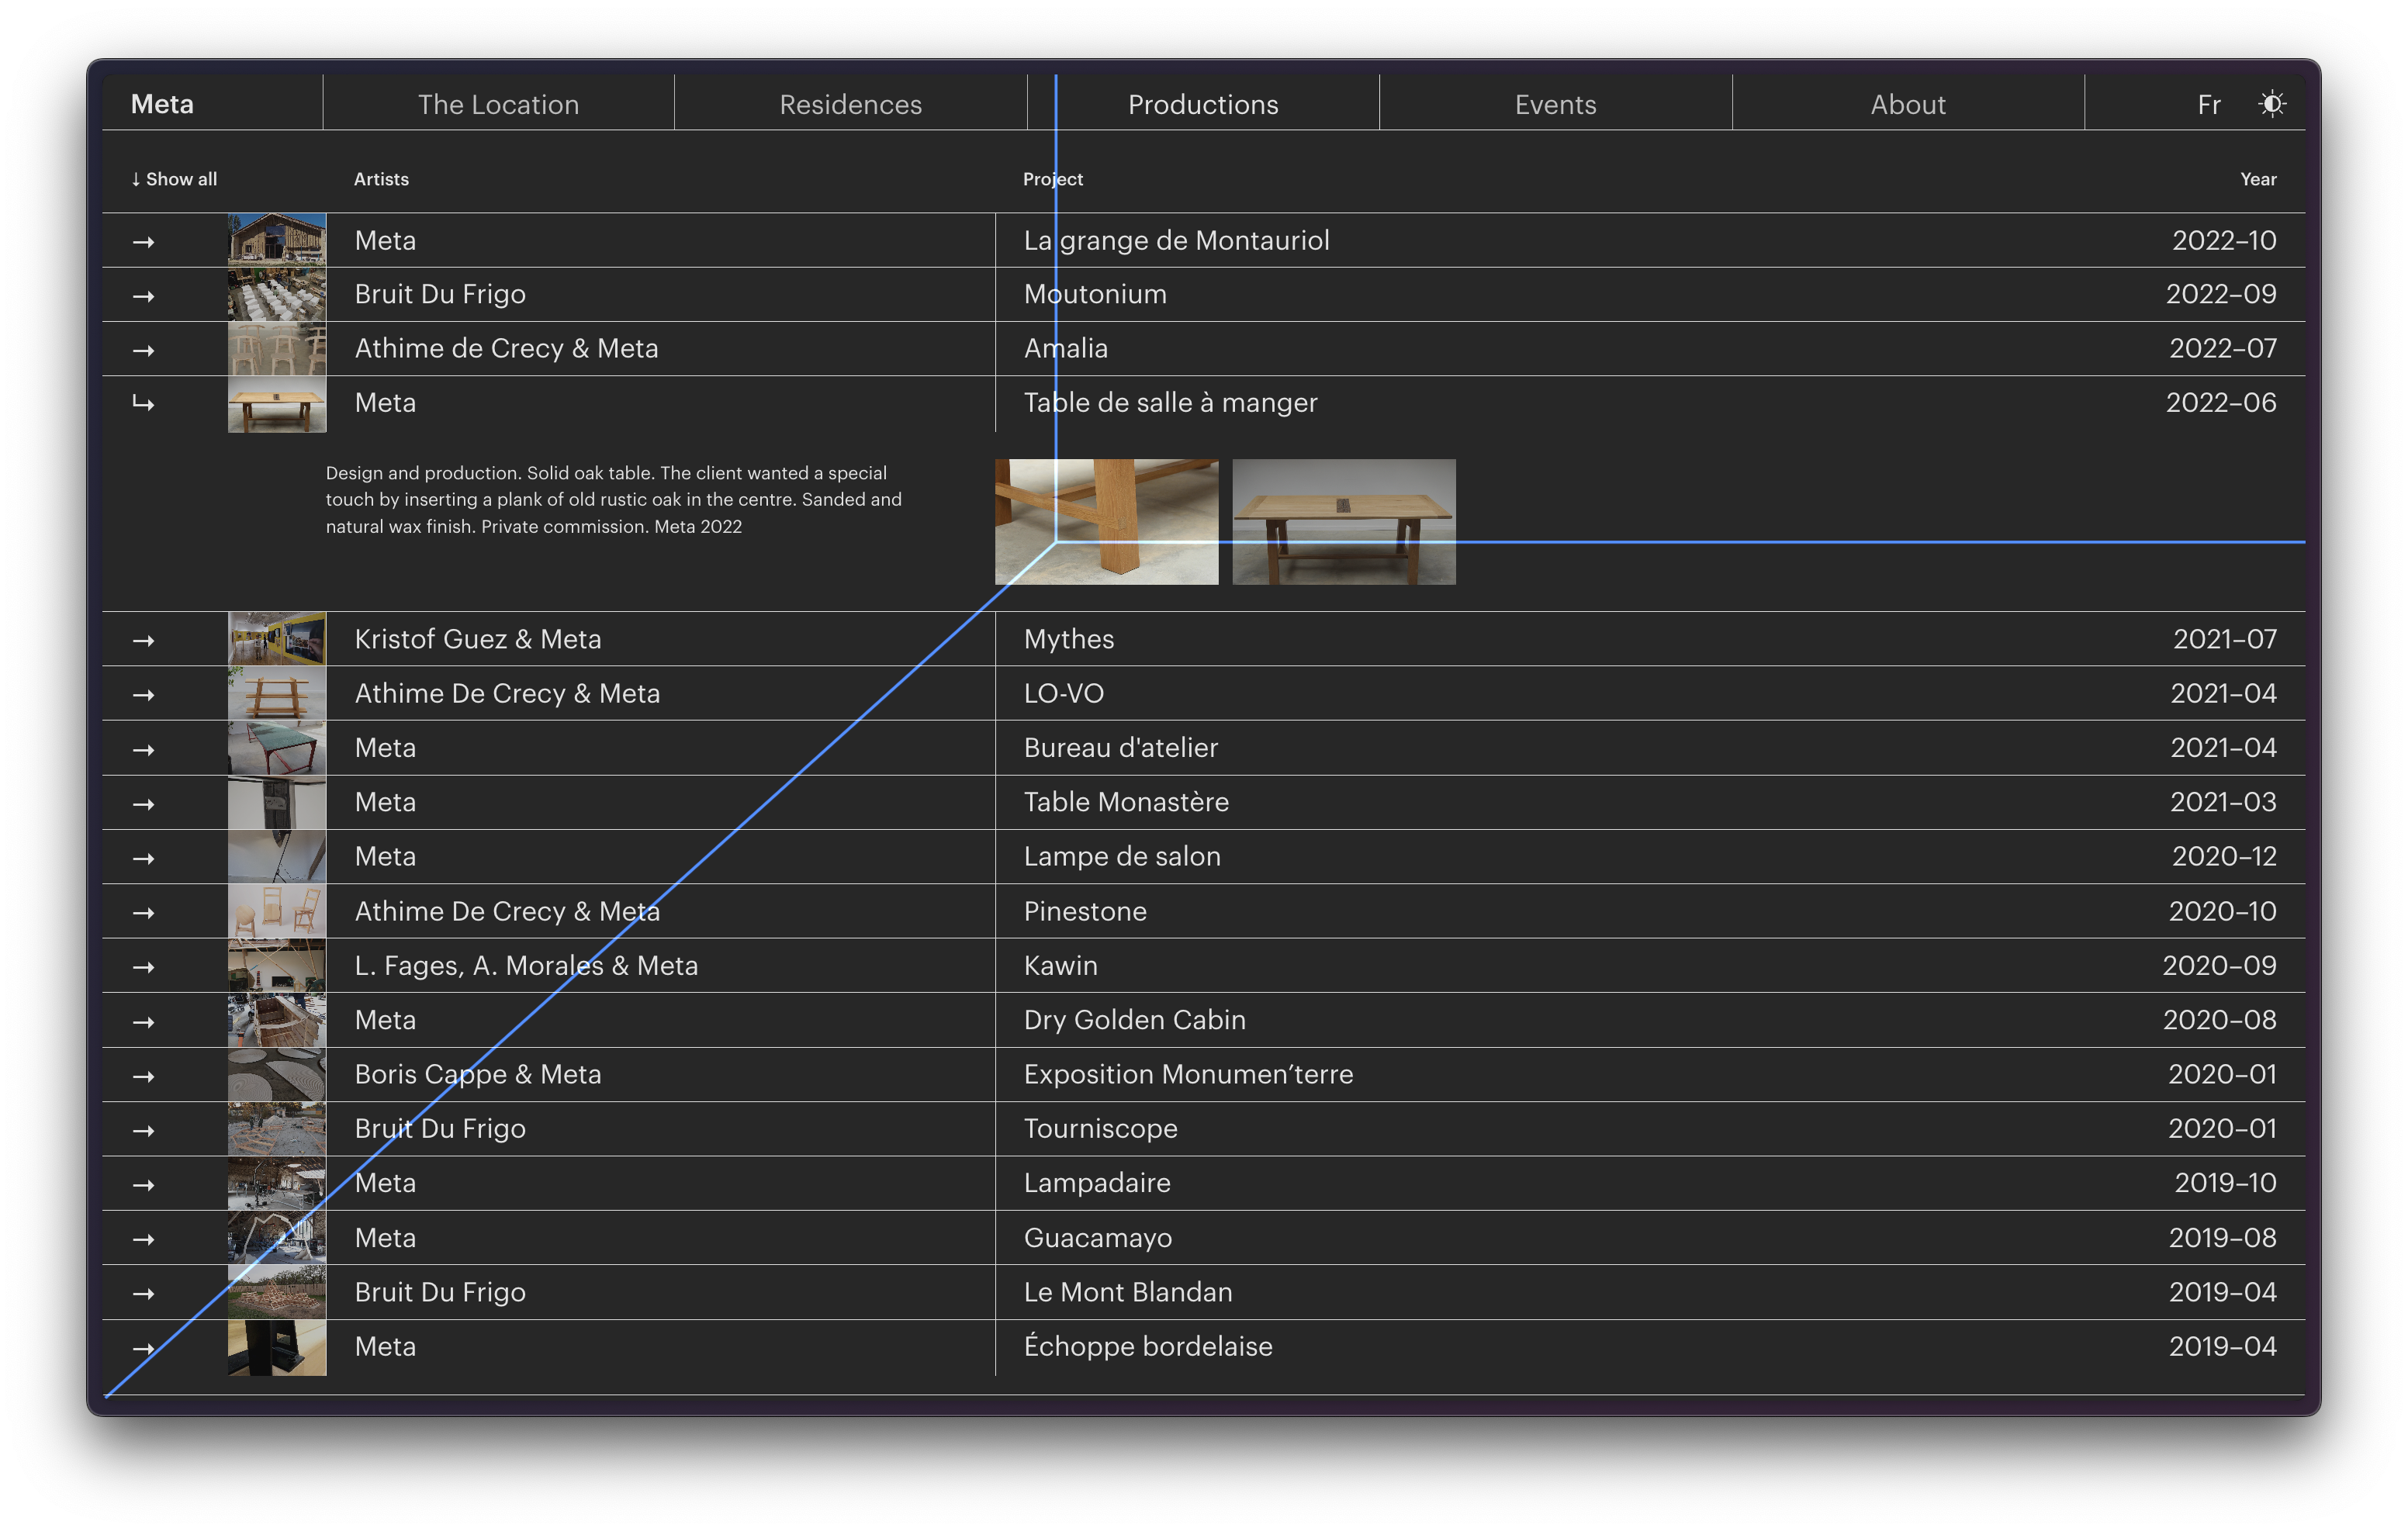 Meta The Location Residences Productions Events About Fr
↓ Show all Artists Project Year
→ Meta La grange de Montauriol 2022–10
→ Bruit Du Frigo Moutonium 2022–09
→ Athime de Crecy & Meta Amalia 2022–07
↳ Meta Table de salle à manger 2022–06
Design and production. Solid oak table. The client wanted a special
touch by inserting a plank of old rustic oak in the centre. Sanded and
natural wax finish. Private commission. Meta 2022
→ Kristof Guez & Meta Mythes 2021–07
→ Athime De Crecy & Meta LO-VO 2021–04
→ Meta Bureau d'atelier 2021–04
→ Meta Table Monastère 2021–03
→ Meta Lampe de salon 2020–12
→ Athime De Crecy & Meta Pinestone 2020–10
→ L. Fages, A. Morales & Meta Kawin 2020–09
→ Meta Dry Golden Cabin 2020–08
→ Boris Cappe & Meta Exposition Monumen‘terre 2020–01
→ Bruit Du Frigo Tourniscope 2020–01
→ Meta Lampadaire 2019–10
→ Meta Guacamayo 2019–08
→ Bruit Du Frigo Le Mont Blandan 2019–04
→ Meta Échoppe bordelaise 2019–04